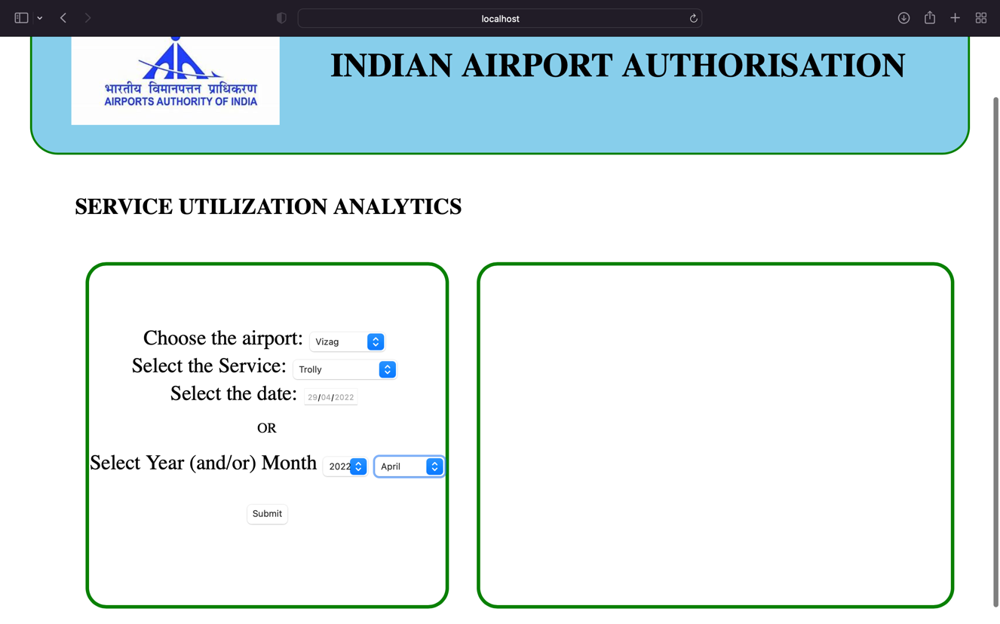 localhost
INDIAN AIRPORT AUTHORISATION
भारतीय विमानपत्तन प्राधिकरण
AIRPORTS AUTHORITY OF INDIA
SERVICE UTILIZATION ANALYTICS
Choose the airport: Vizag
Select the Service: Trolly
Select the date: 29/04/2022
OR
Select Year (and/or) Month 2022 April
Submit